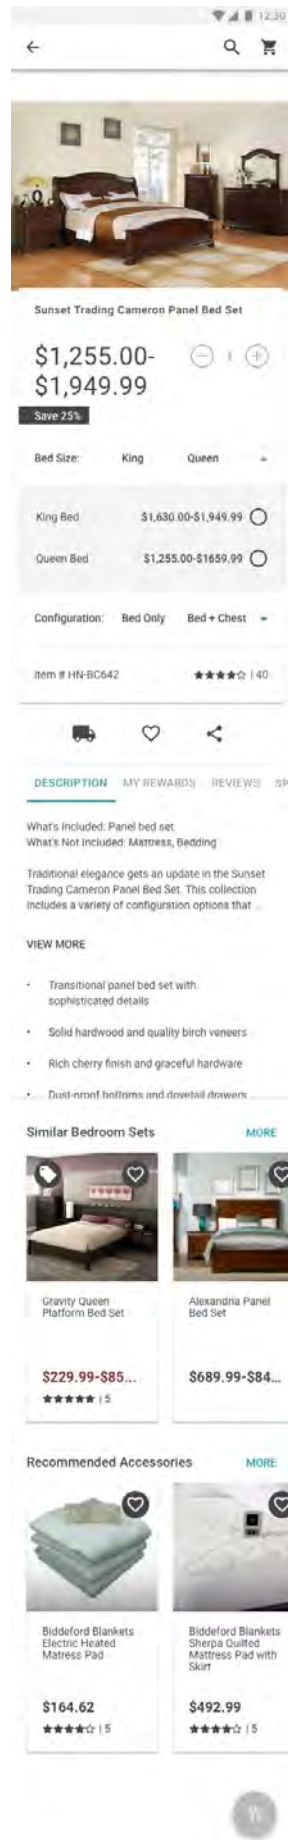 12:30
Sunset Trading Cameron Panel Bed Set
$1,255.00-
$1,949.99
1
Save 25%
Bed Size: King Queen
King Bed $1,630.00-$1,949.99
Queen Bed $1,255.00-$1659.99
Configuration: Bed Only Bed + Chest
Item # HN-BC642 | 40
DESCRIPTION MY REWARDS REVIEWS SP
What's Included: Panel bed set
What's Not Included: Mattress, Bedding
Traditional elegance gets an update in the Sunset
Trading Cameron Panel Bed Set. This collection
includes a variety of configuration options that ...
VIEW MORE
• Transitional panel bed set with
sophisticated details
• Solid hardwood and quality birch veneers
• Rich cherry finish and graceful hardware
• Dust-proof bottoms and dovetail drawers
Similar Bedroom Sets MORE
Gravity Queen
Platform Bed Set
$229.99-$85...
| 5
Alexandria Panel
Bed Set
$689.99-$84...
Recommended Accessories MORE
Biddeford Blankets
Electric Heated
Matress Pad
$164.62
| 5
Biddeford Blankets
Sherpa Quilted
Mattress Pad with
Skirt
$492.99
| 5